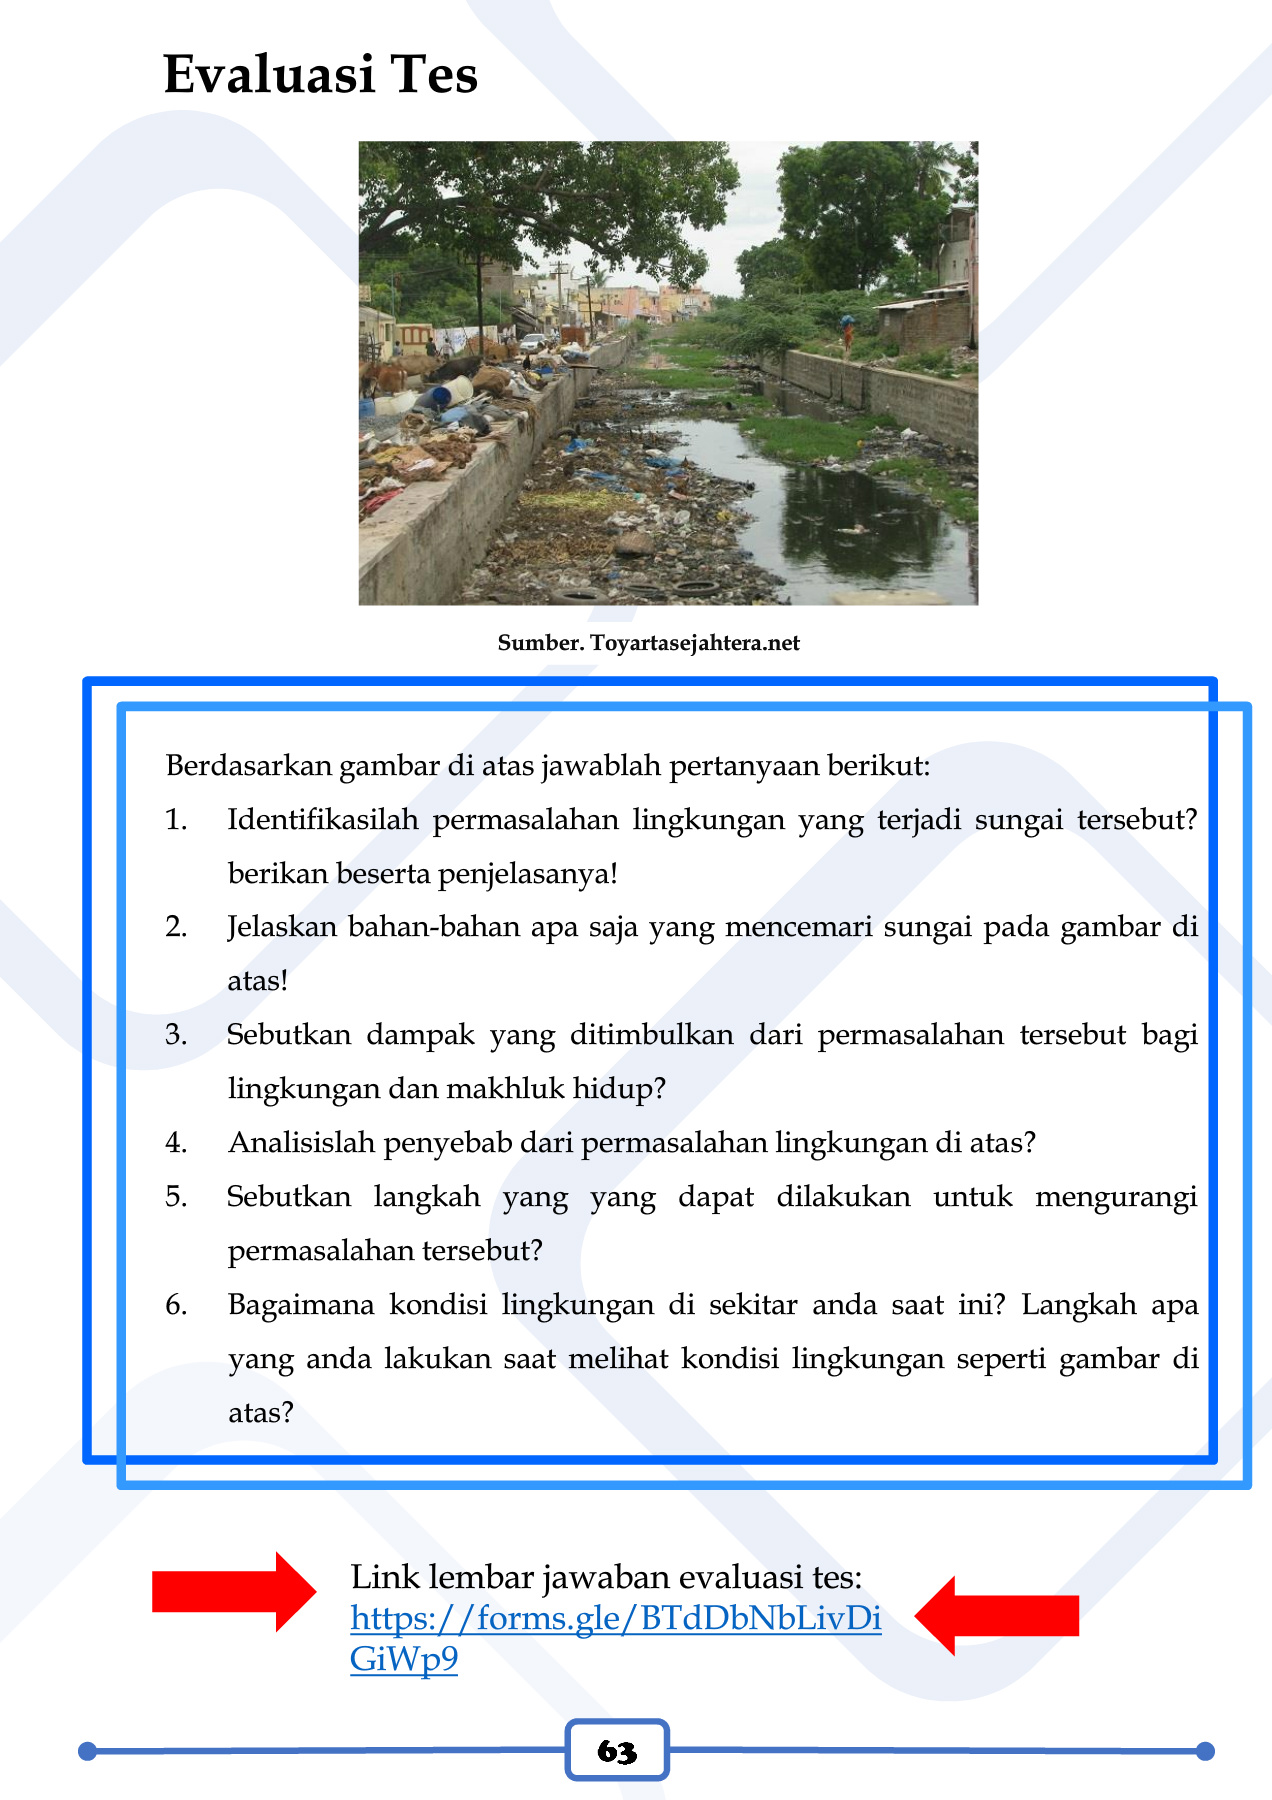 Evaluasi Tes
Sumber. Toyartasejahtera.net
Berdasarkan gambar di atas jawablah pertanyaan berikut:
1. Identifikasilah permasalahan lingkungan yang terjadi sungai tersebut?
berikan beserta penjelasanya!
2. Jelaskan bahan-bahan apa saja yang mencemari sungai pada gambar di
atas!
3. Sebutkan dampak yang ditimbulkan dari permasalahan tersebut bagi
lingkungan dan makhluk hidup?
4. Analisislah penyebab dari permasalahan lingkungan di atas?
5. Sebutkan langkah yang yang dapat dilakukan untuk mengurangi
permasalahan tersebut?
6. Bagaimana kondisi lingkungan di sekitar anda saat ini? Langkah apa
yang anda lakukan saat melihat kondisi lingkungan seperti gambar di
atas?
Link lembar jawaban evaluasi tes:
https://forms.gle/BTdDbNbLivDi
GiWp9
63